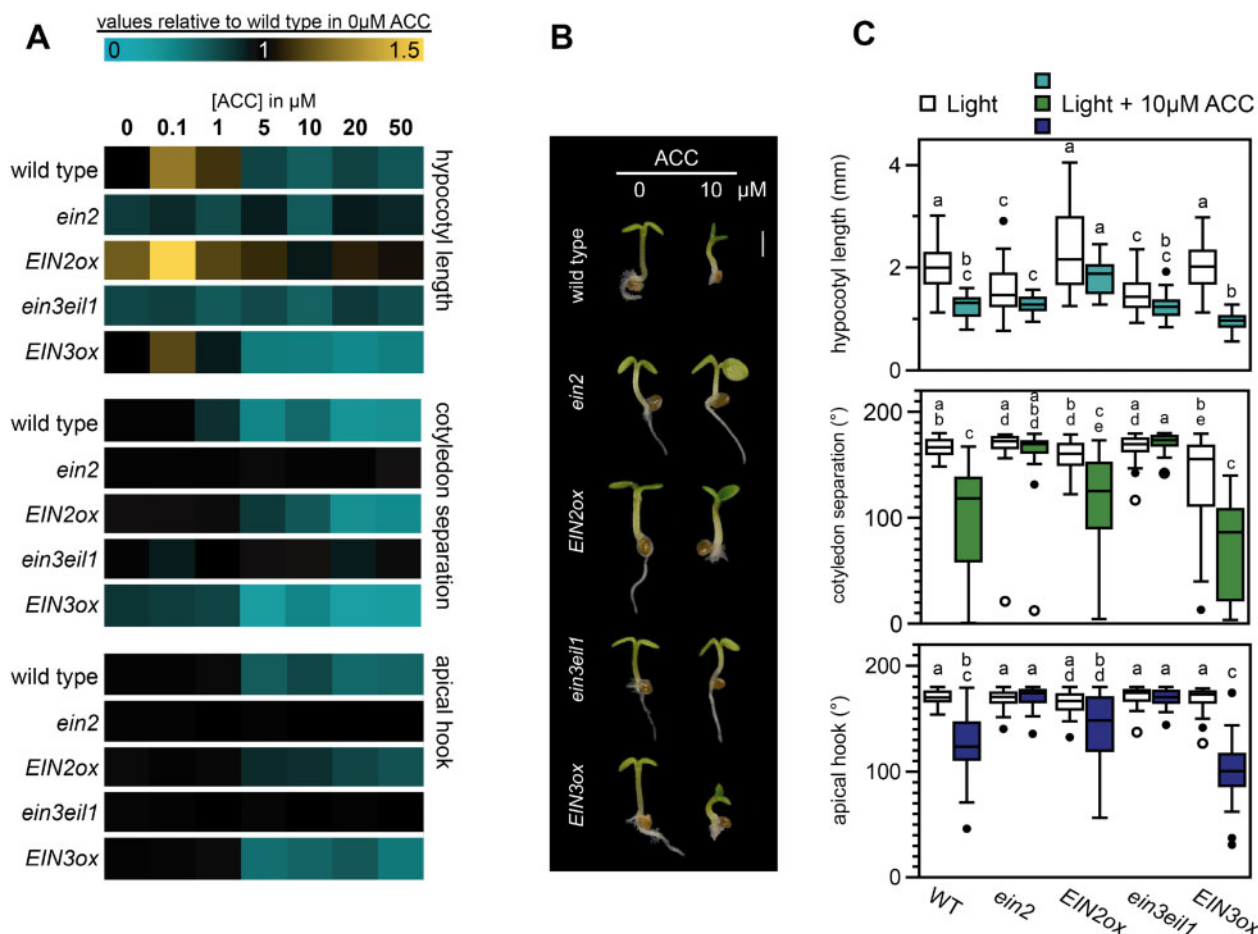 A
values relative to wild type in 0µM ACC
0 1 1.5
[ACC] in µM
0 0.1 1 5 10 20 50
wild type
ein2
EIN2ox
ein3eil1
EIN3ox
hypocotyl length
wild type
ein2
EIN2ox
ein3eil1
EIN3ox
cotyledon separation
wild type
ein2
EIN2ox
ein3eil1
EIN3ox
apical hook
B
ACC
0 10 µM
wild type
ein2
EIN2ox
ein3eil1
EIN3ox
C
Light Light + 10µM ACC
hypocotyl length (mm)
4
2
0
a
b
c
c
c
a
a
c
b
c
a
b
cotyledon separation (°)
200
100
0
a
b
c
a
d
a
b
d
b
d
c
e
a
d
a
b
e
c
apical hook (°)
200
100
0
a
b
c
a
a
a
d
b
d
a
a
a
c
WT ein2 EIN2ox ein3eil1 EIN3ox